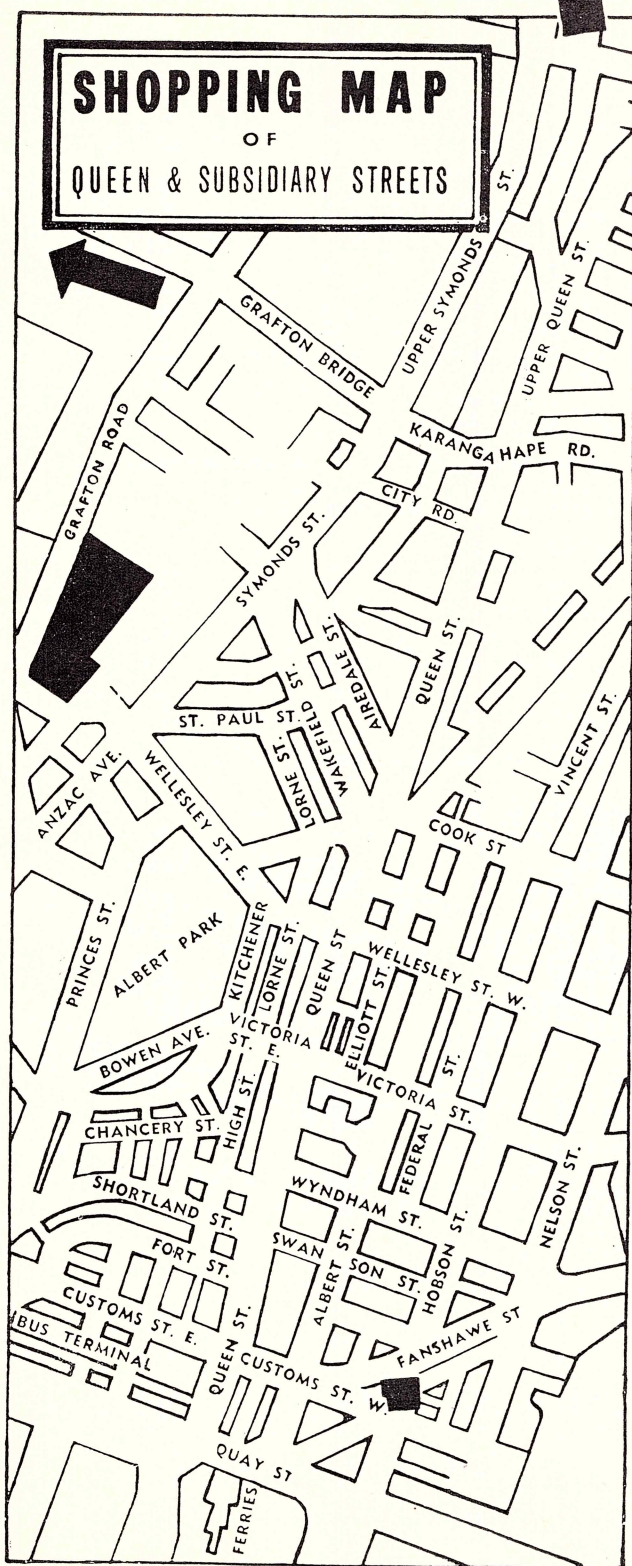 SHOPPING MAP
OF
QUEEN & SUBSIDIARY STREETS
UPPER SYMONDS ST.
UPPER QUEEN ST.
GRAFTON BRIDGE
GRAFTON ROAD
KARANGAHAPE RD.
CITY RD.
SYMONDS ST.
QUEEN ST.
AIREDALE ST.
WAKEFIELD ST.
ST. PAUL ST.
LORNE ST.
VINCENT ST.
ANZAC AVE.
WELLESLEY ST. E.
COOK ST
PRINCES ST.
ALBERT PARK
KITCHENER
LORNE ST.
QUEEN ST
WELLESLEY ST. W.
ELLIOTT ST.
BOWEN AVE.
VICTORIA
ST. E.
VICTORIA ST.
HIGH ST.
CHANCERY ST.
FEDERAL ST.
NELSON ST.
SHORTLAND ST.
WYNDHAM ST.
FORT ST.
SWANSON ST.
ALBERT ST.
HOBSON ST.
CUSTOMS ST. E.
BUS TERMINAL
QUEEN ST.
CUSTOMS ST. W.
FANSHAWE ST
QUAY ST
FERRIES